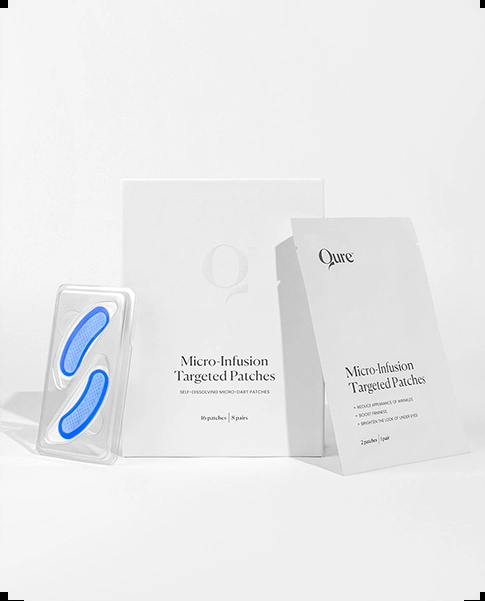 Q
Micro-Infusion
Targeted Patches
SELF-DISSOLVING MICRO-DART PATCHES
16 patches | 8 pairs
Qure™
Micro-Infusion
Targeted Patches
+ REDUCE APPEARANCE OF WRINKLES
+ BOOST FIRMNESS
+ BRIGHTEN THE LOOK OF UNDER EYES
2 patches | 1 pair